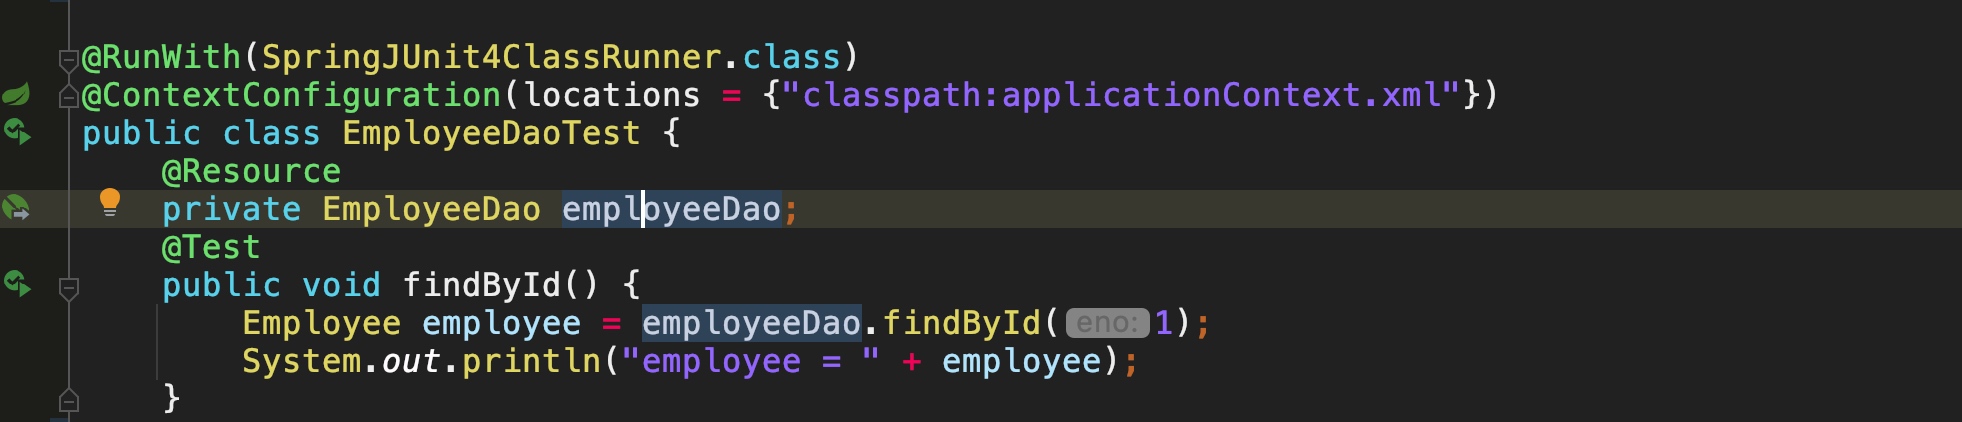 @RunWith(SpringJUnit4ClassRunner.class)
@ContextConfiguration(locations = {"classpath:applicationContext.xml"})
public class EmployeeDaoTest {
    @Resource
    private EmployeeDao employeeDao;
    @Test
    public void findById() {
        Employee employee = employeeDao.findById( eno: 1);
        System.out.println("employee = " + employee);
    }